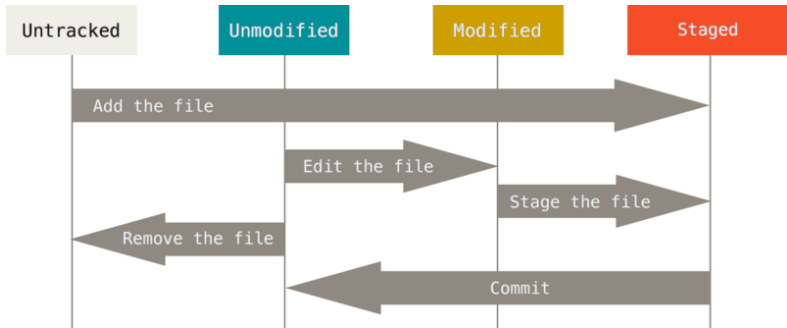 Untracked
Unmodified
Modified
Staged
Add the file
Edit the file
Stage the file
Remove the file
Commit